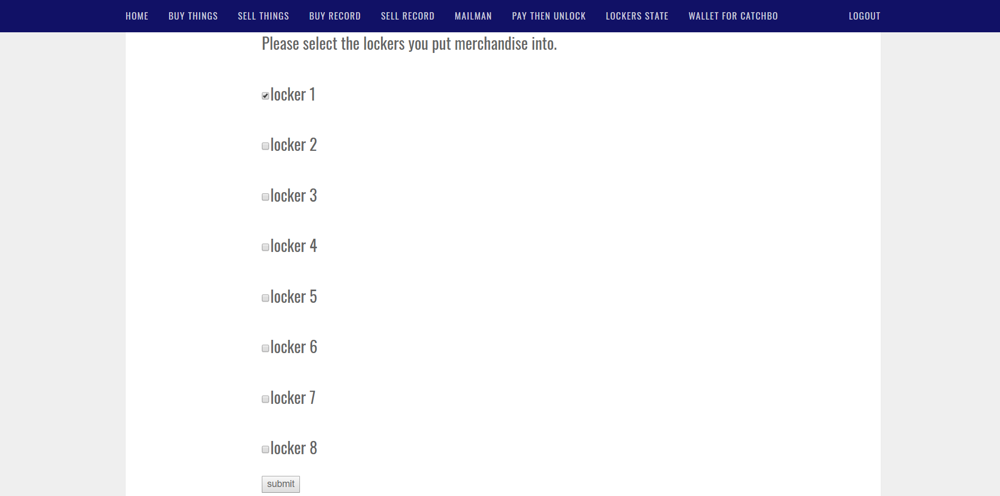 HOME BUY THINGS SELL THINGS BUY RECORD SELL RECORD MAILMAN PAY THEN UNLOCK LOCKERS STATE WALLET FOR CATCHBO LOGOUT
Please select the lockers you put merchandise into.
locker 1
locker 2
locker 3
locker 4
locker 5
locker 6
locker 7
locker 8
submit